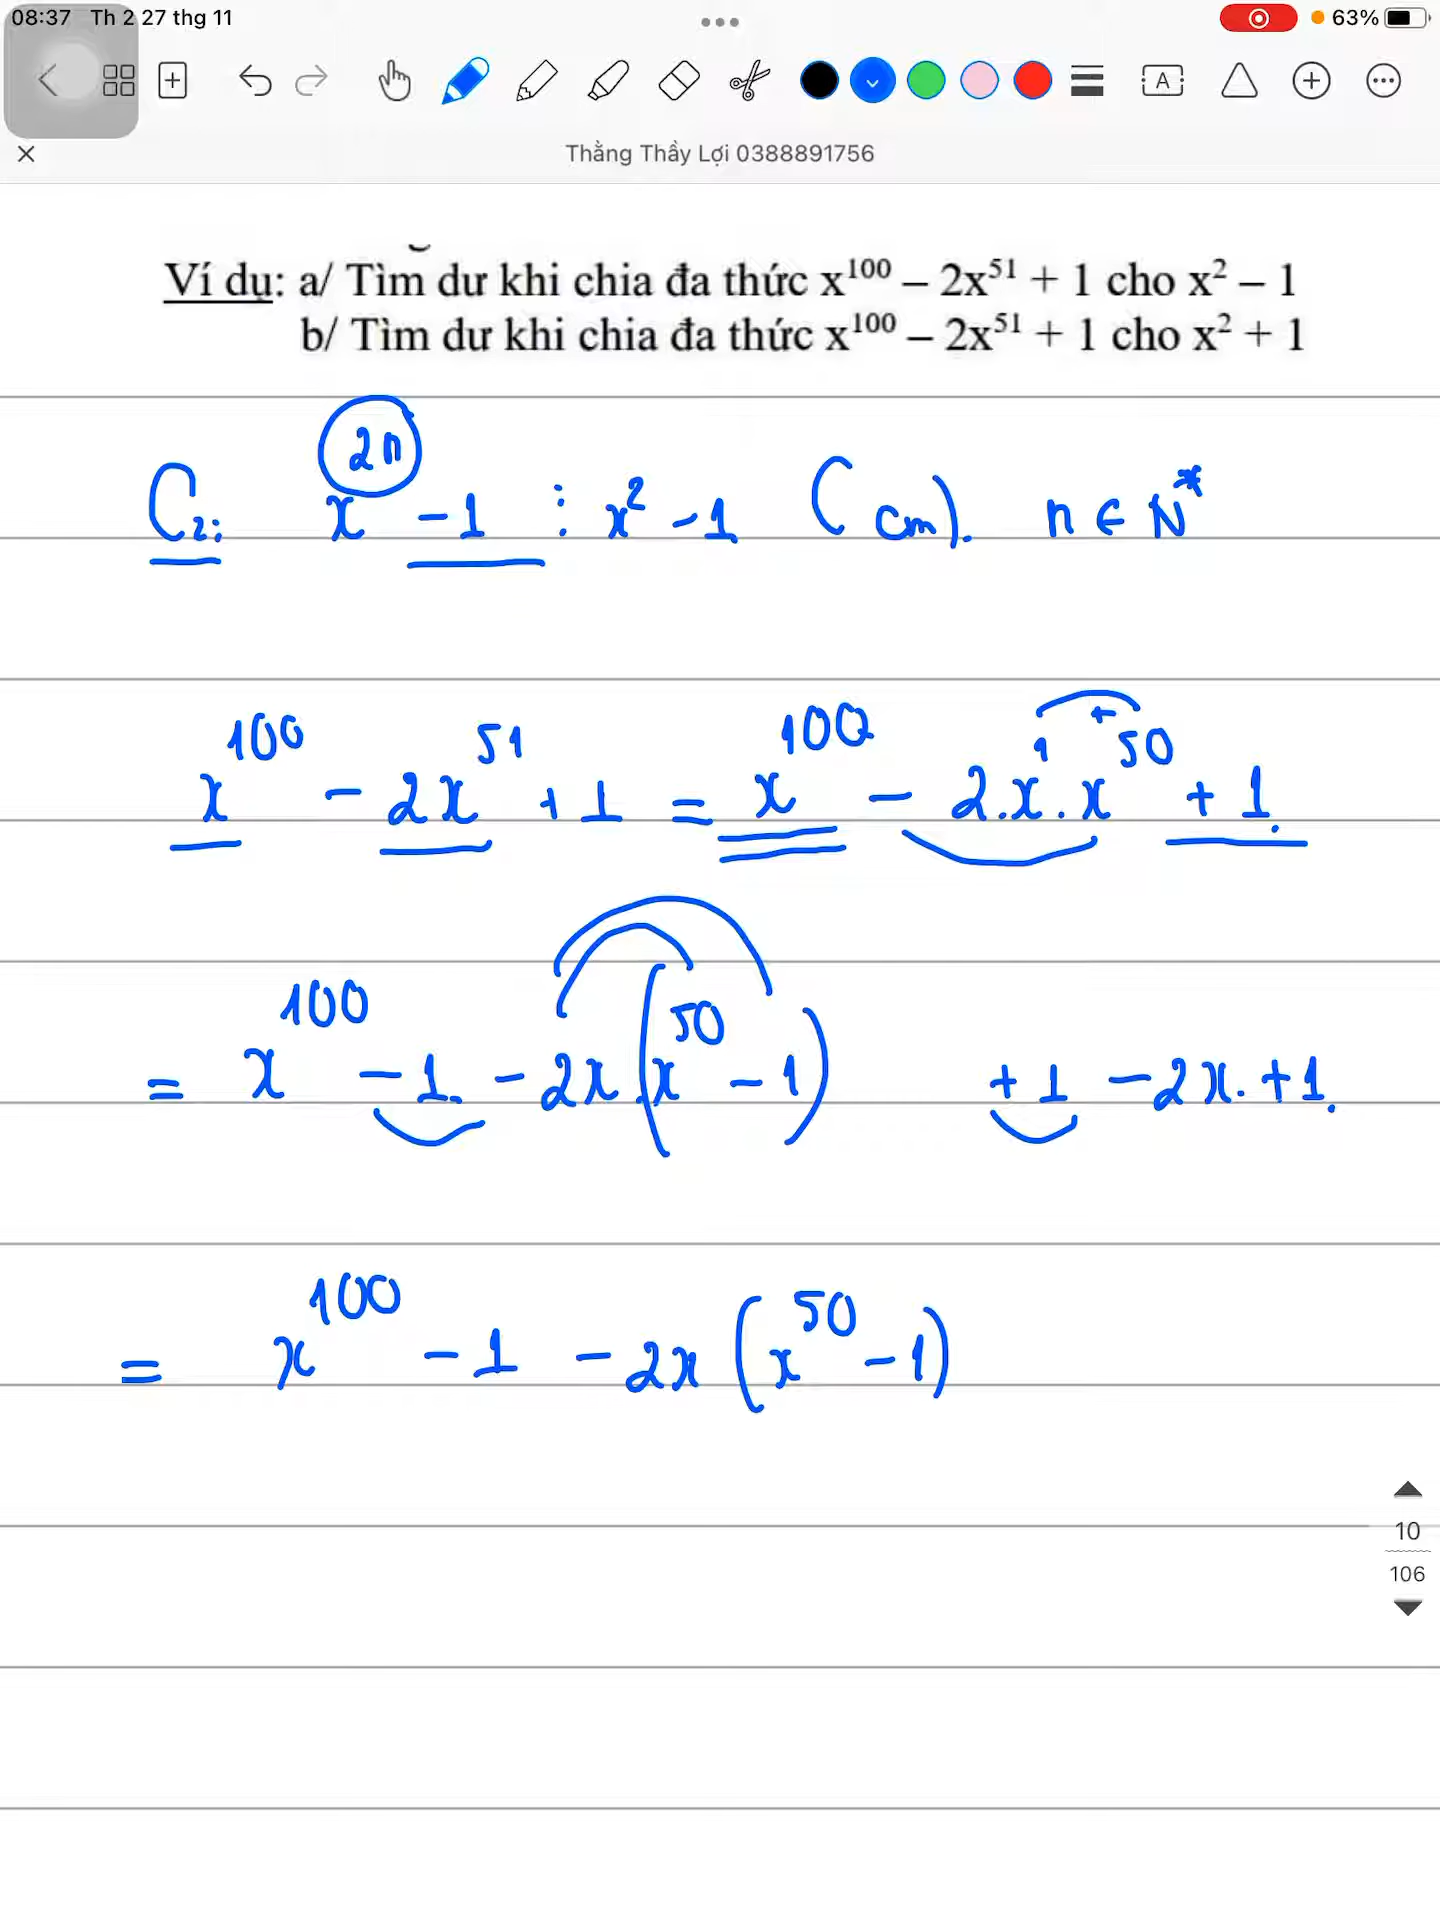 08:37 Th 2 27 thg 11 63%
A
Thằng Thầy Lợi 0388891756
Ví dụ: a/ Tìm dư khi chia đa thức x¹⁰⁰ – 2x⁵¹ + 1 cho x² – 1
b/ Tìm dư khi chia đa thức x¹⁰⁰ – 2x⁵¹ + 1 cho x² + 1
C₂: x²ⁿ - 1 ⋮ x² - 1 (cm). n ∈ N*
x¹⁰⁰ - 2x⁵¹ + 1 = x¹⁰⁰ - 2.x¹.x⁵⁰ + 1.
+
= x¹⁰⁰ - 1 - 2x.(x⁵⁰ - 1) + 1 - 2x. + 1.
= x¹⁰⁰ - 1 - 2x(x⁵⁰ - 1)
10
106